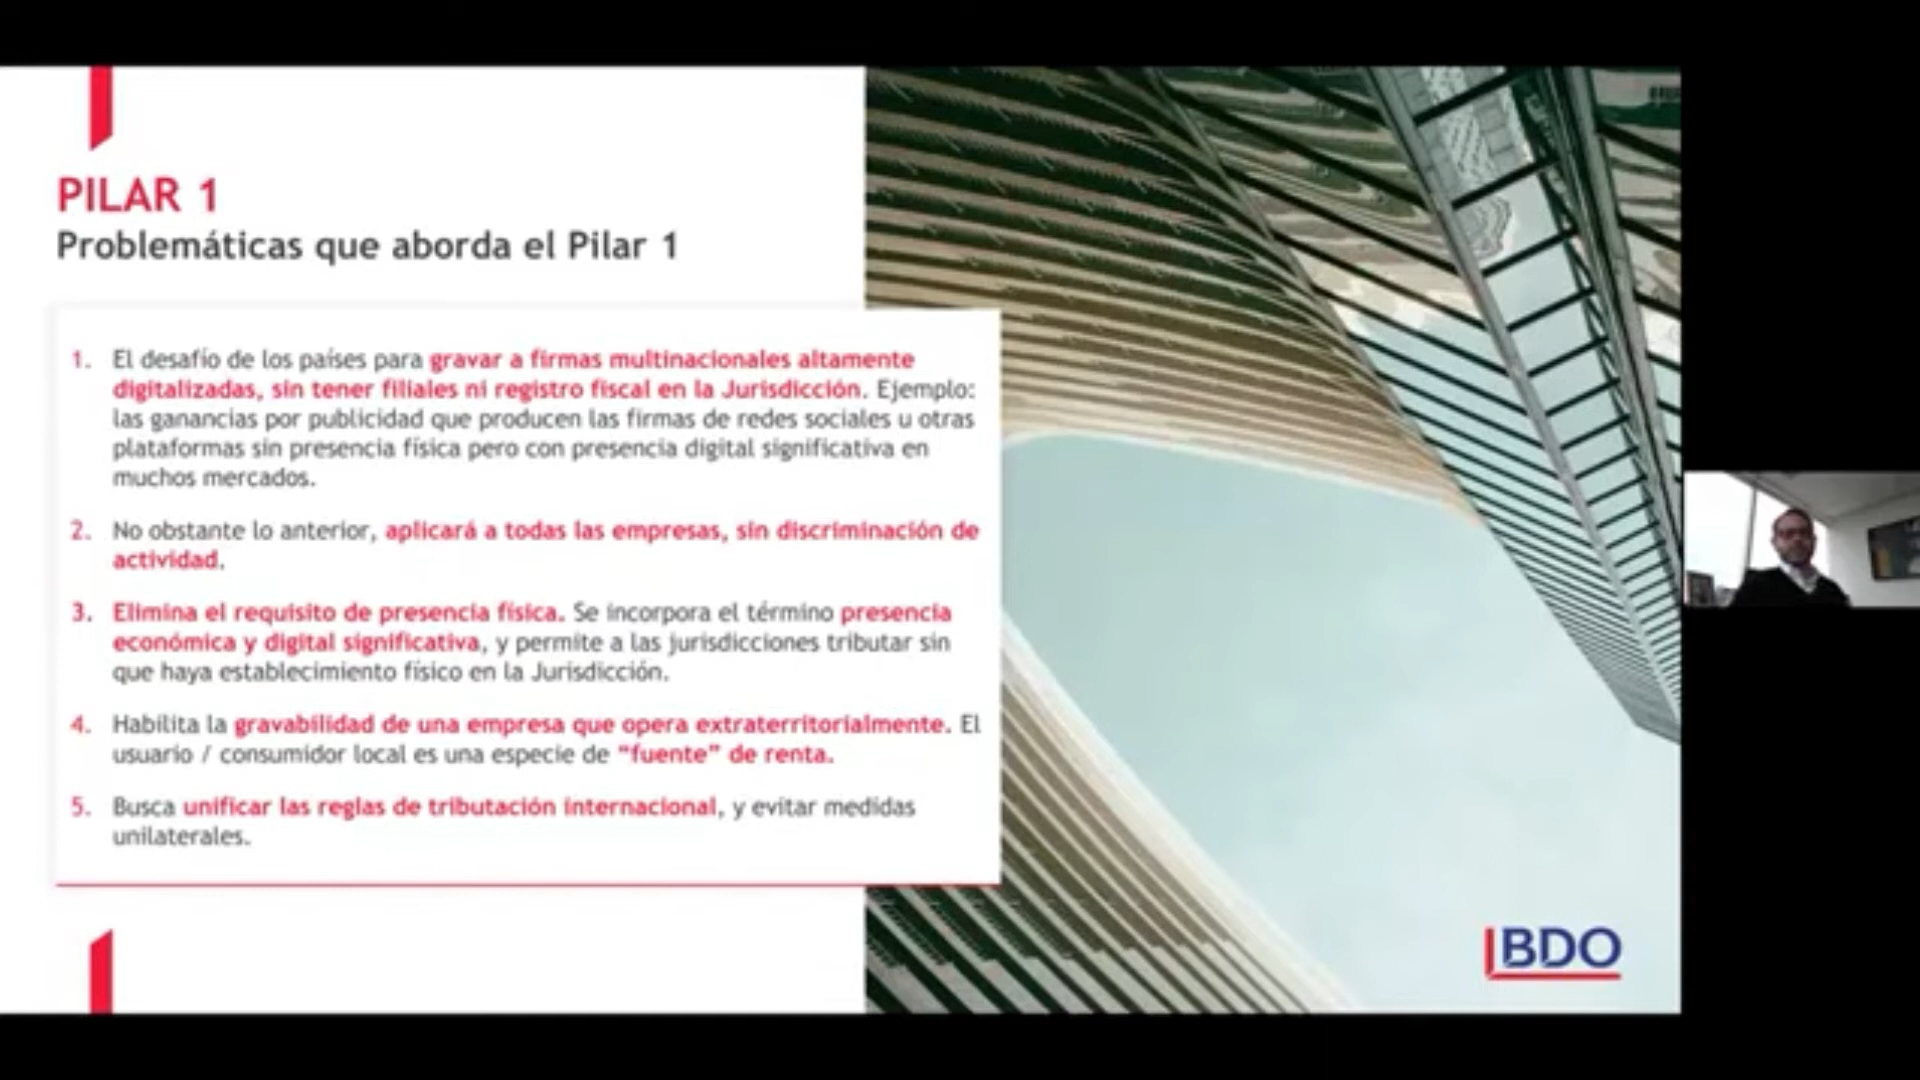 PILAR 1
Problemáticas que aborda el Pilar 1
1. El desafío de los países para gravar a firmas multinacionales altamente
digitalizadas, sin tener filiales ni registro fiscal en la Jurisdicción. Ejemplo:
las ganancias por publicidad que producen las firmas de redes sociales u otras
plataformas sin presencia física pero con presencia digital significativa en
muchos mercados.
2. No obstante lo anterior, aplicará a todas las empresas, sin discriminación de
actividad.
3. Elimina el requisito de presencia física. Se incorpora el término presencia
económica y digital significativa, y permite a las jurisdicciones tributar sin
que haya establecimiento físico en la Jurisdicción.
4. Habilita la gravabilidad de una empresa que opera extraterritorialmente. El
usuario / consumidor local es una especie de “fuente” de renta.
5. Busca unificar las reglas de tributación internacional, y evitar medidas
unilaterales.
BDO